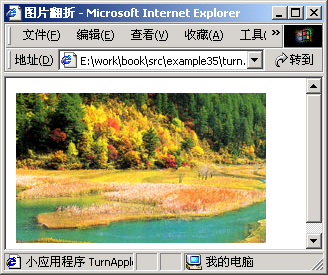 图片翻折 - Microsoft Internet Explorer
文件(F) 编辑(E) 查看(V) 收藏(A) 工具( »
地址(D) E:\work\book\src\example35\turn. 转到
小应用程序 TurnApple 我的电脑